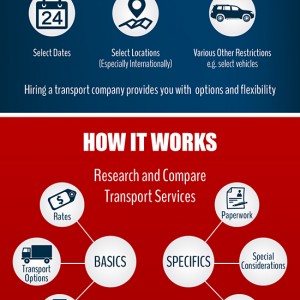 24
Select Dates
Select Locations
(Especially Internationally)
Various Other Restrictions
e.g. select vehicles
Hiring a transport company provides you with options and flexibility
HOW IT WORKS
Research and Compare
Transport Services
$
Rates
Paperwork
Transport
Options
BASICS
SPECIFICS
Special
Considerations